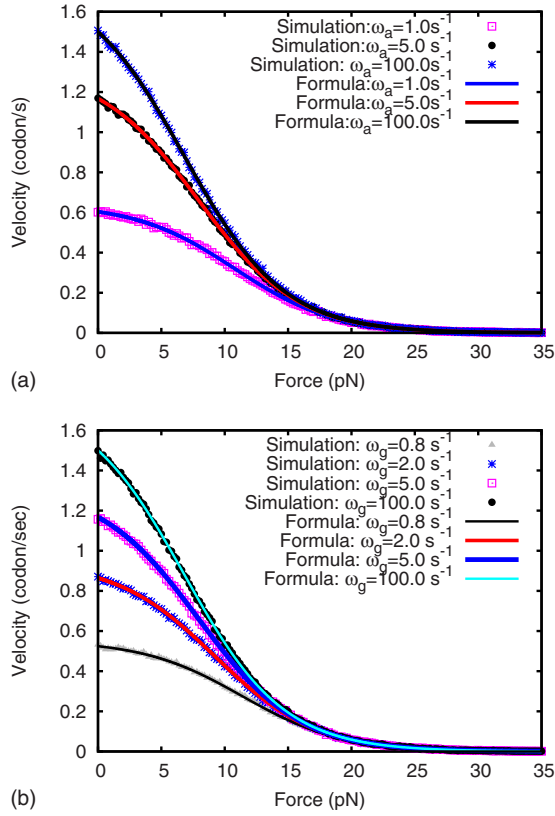 1.6
1.4
1.2
1
0.8
0.6
0.4
0.2
0
Velocity (codon/s)
Simulation:ωa=1.0s-1
Simulation: ωa=5.0s-1
Simulation: ωa=100.0s-1
Formula: ωa=1.0s-1
Formula:ωa=5.0s-1
Formula:ωa=100.0s-1
0 5 10 15 20 25 30 35
(a)
Force (pN)
1.6
1.4
1.2
1
0.8
0.6
0.4
0.2
0
Velocity (codon/sec)
Simulation: ωg=0.8 s-1
Simulation: ωg=2.0 s-1
Simulation: ωg=5.0 s-1
Simulation: ωg=100.0 s-1
Formula: ωg=0.8 s-1
Formula: ωg=2.0 s-1
Formula: ωg=5.0 s-1
Formula: ωg=100.0 s-1
0 5 10 15 20 25 30 35
(b)
Force (pN)